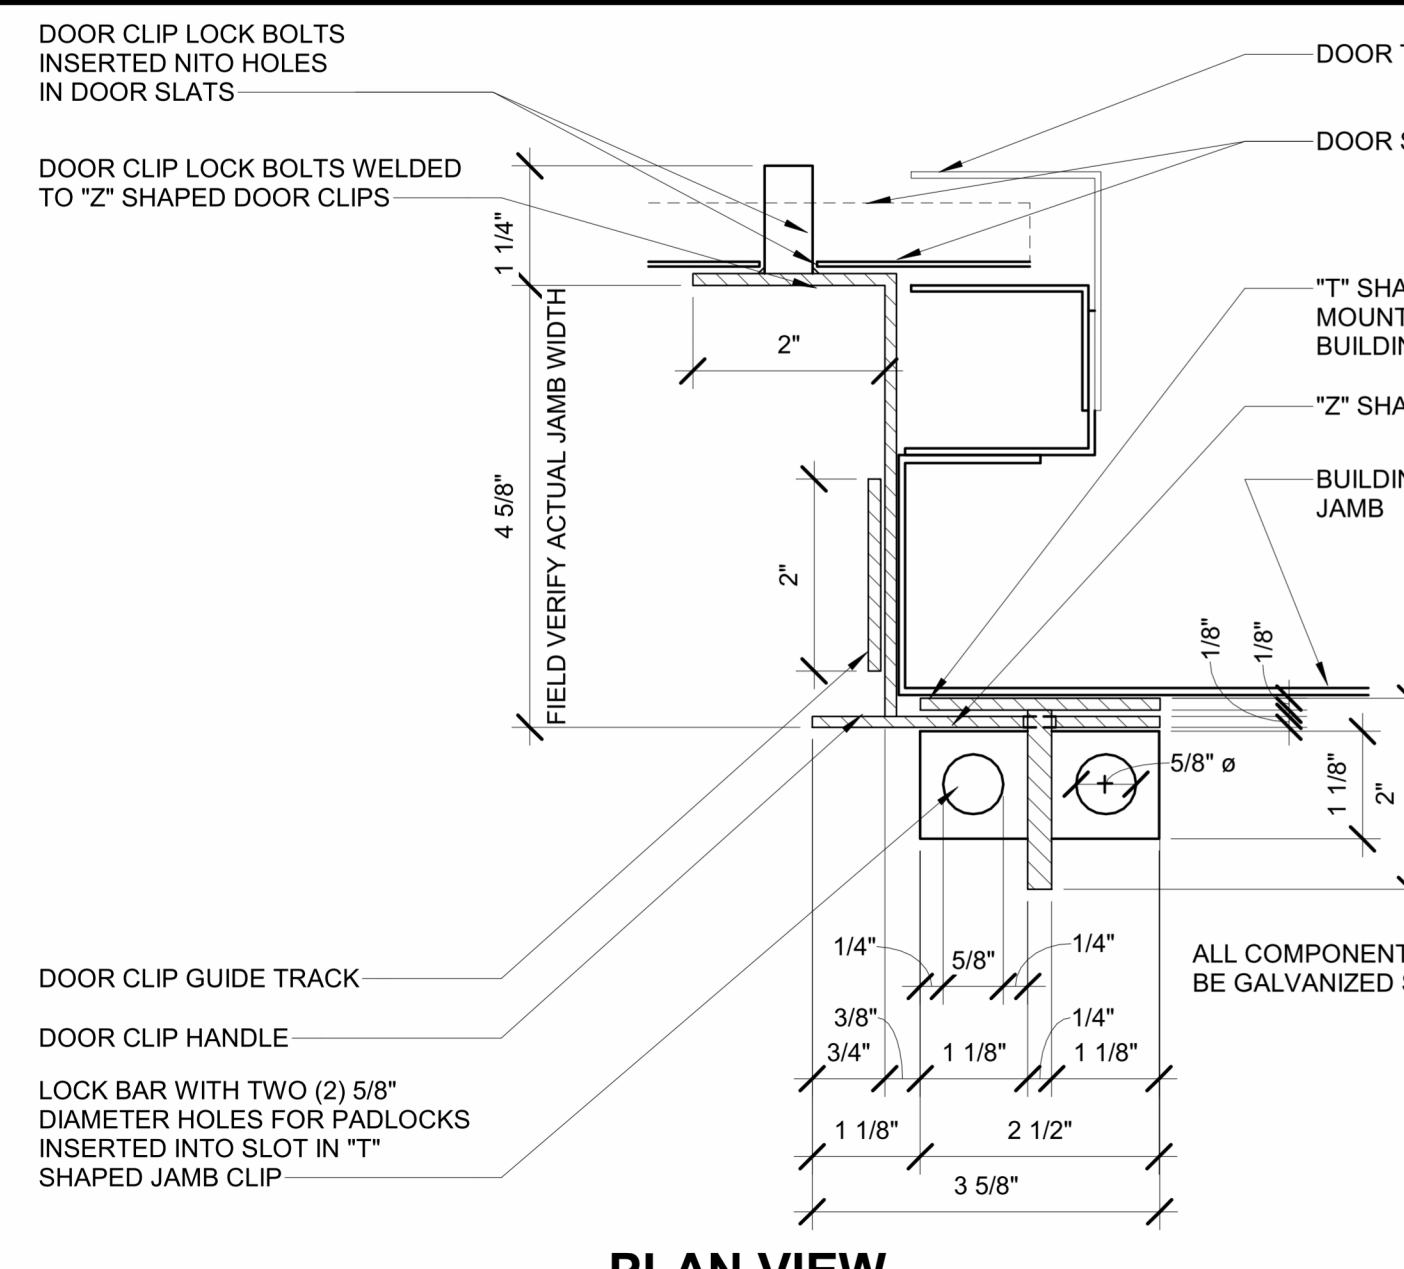 DOOR CLIP LOCK BOLTS
INSERTED NITO HOLES
IN DOOR SLATS
DOOR CLIP LOCK BOLTS WELDED
TO "Z" SHAPED DOOR CLIPS
DOOR
DOOR
"T" SHA
MOUNT
BUILDIN
"Z" SHA
BUILDIN
JAMB
1 1/4"
4 5/8"
FIELD VERIFY ACTUAL JAMB WIDTH
2"
2"
1/8"
1/8"
5/8" ø
1 1/8"
2"
ALL COMPONENT
BE GALVANIZED
DOOR CLIP GUIDE TRACK
DOOR CLIP HANDLE
LOCK BAR WITH TWO (2) 5/8"
DIAMETER HOLES FOR PADLOCKS
INSERTED INTO SLOT IN "T"
SHAPED JAMB CLIP
1/4" 5/8" 1/4"
3/8" 1/4"
3/4" 1 1/8" 1 1/8"
1 1/8" 2 1/2"
3 5/8"
PLAN VIEW